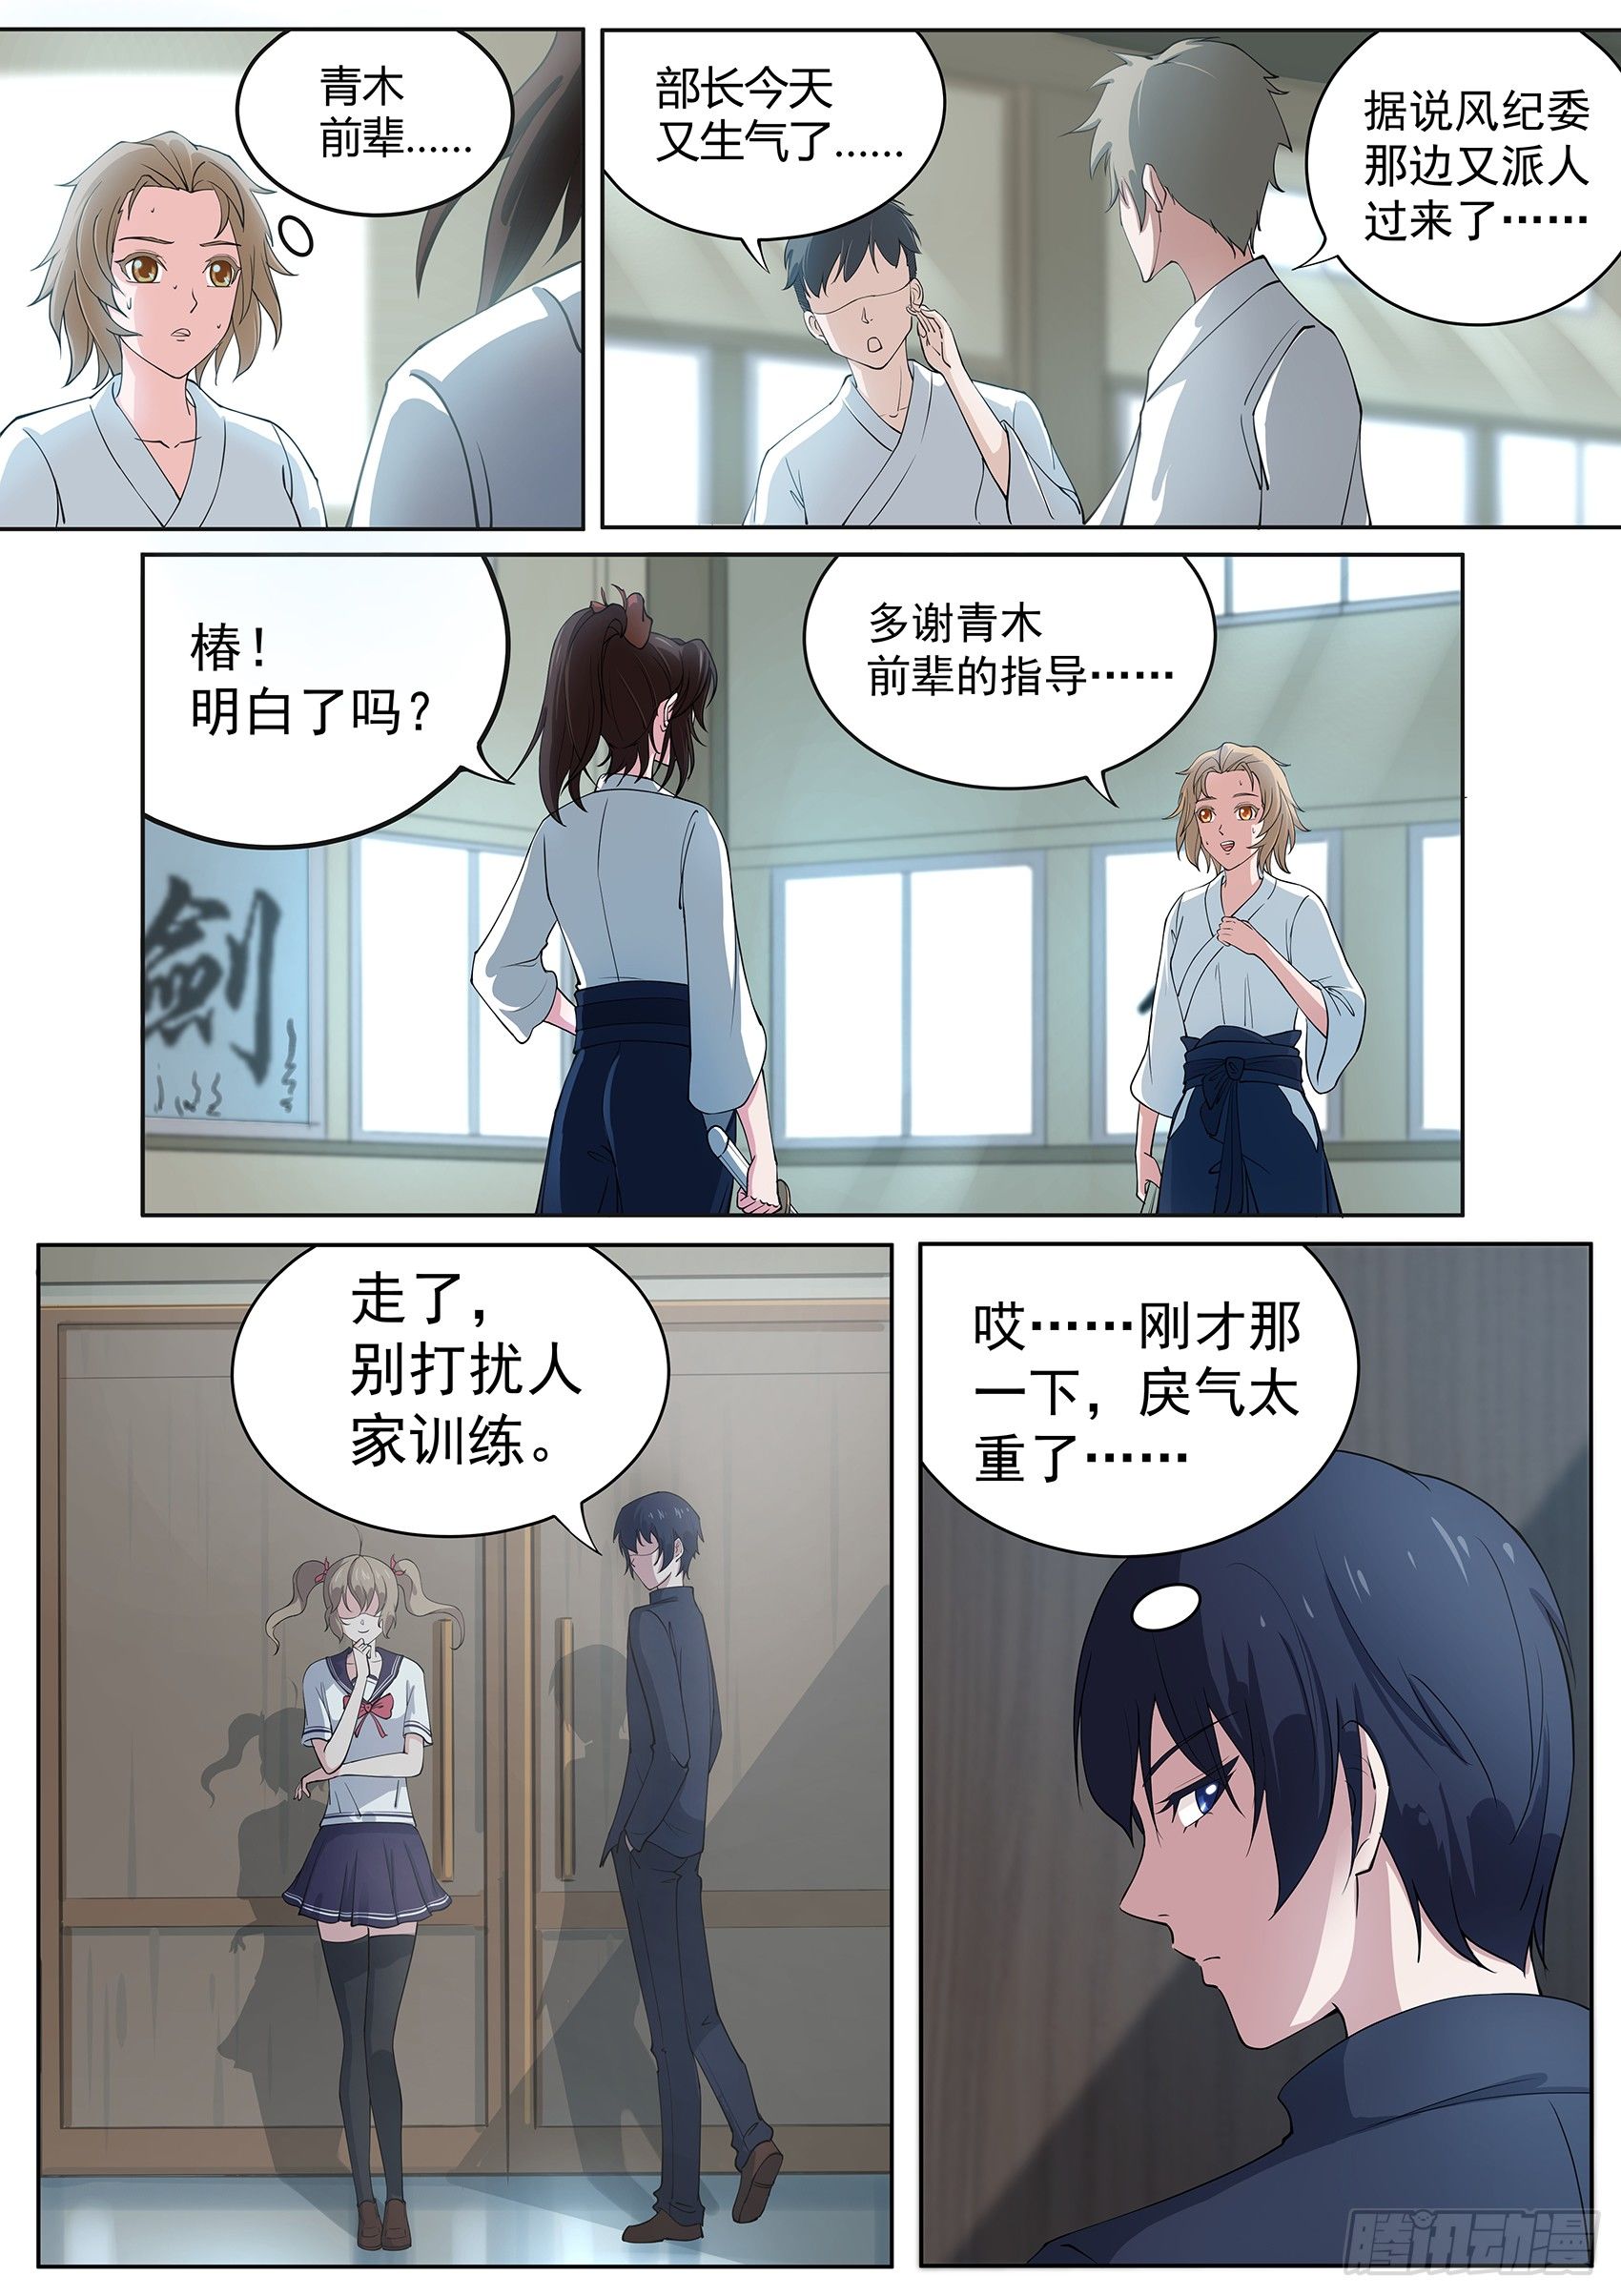 青木
前辈……
部长今天
又生气了……
据说风纪委
那边又派人
过来了……
椿！
明白了吗？
多谢青木
前辈的指导……
劍
走了，
别打扰人
家训练。
哎……刚才那
一下，戾气太
重了……
腾讯动漫